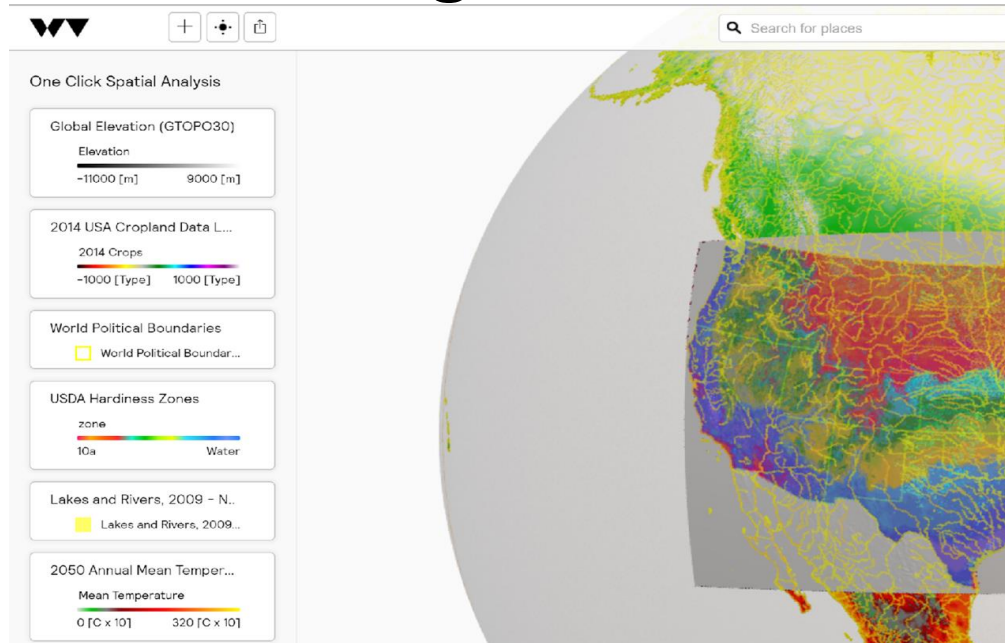 Search for places
One Click Spatial Analysis
Global Elevation (GTOPO30)
Elevation
-11000 [m] 9000 [m]
2014 USA Cropland Data L...
2014 Crops
-1000 [Type] 1000 [Type]
World Political Boundaries
World Political Boundar...
USDA Hardiness Zones
zone
10a Water
Lakes and Rivers, 2009 - N..
Lakes and Rivers, 2009...
2050 Annual Mean Temper...
Mean Temperature
0 [C x 10] 320 [C x 10]